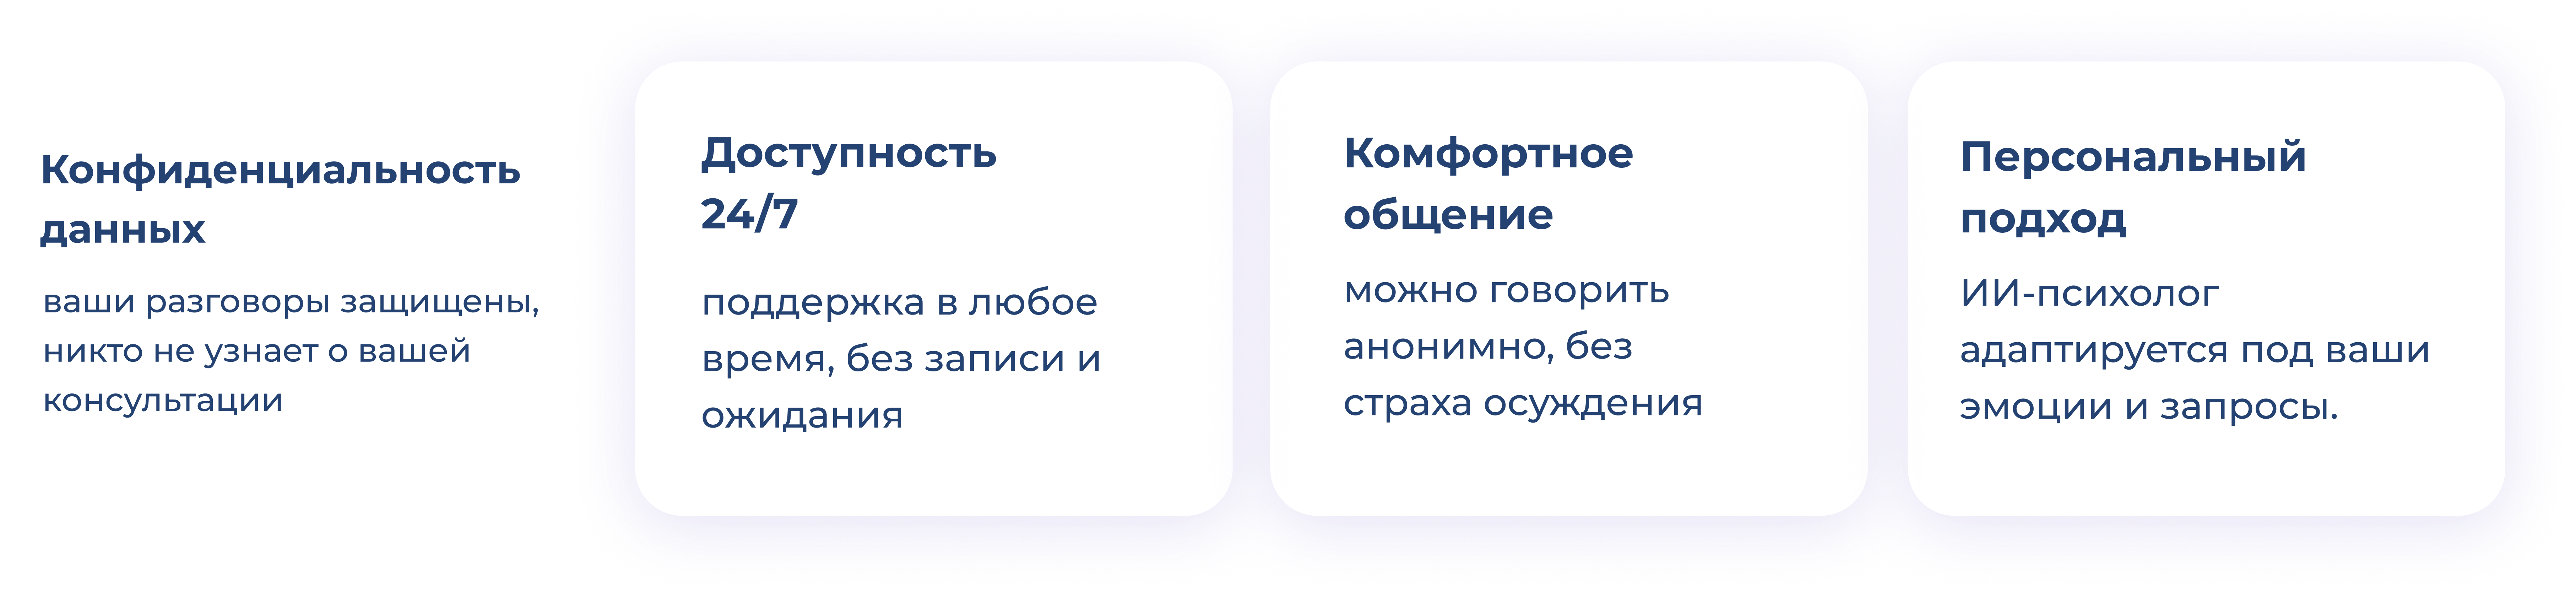 Конфиденциальность
данных
ваши разговоры защищены,
никто не узнает о вашей
консультации
Доступность
24/7
поддержка в любое
время, без записи и
ожидания
Комфортное
общение
можно говорить
анонимно, без
страха осуждения
Персональный
подход
ИИ-психолог
адаптируется под ваши
эмоции и запросы.